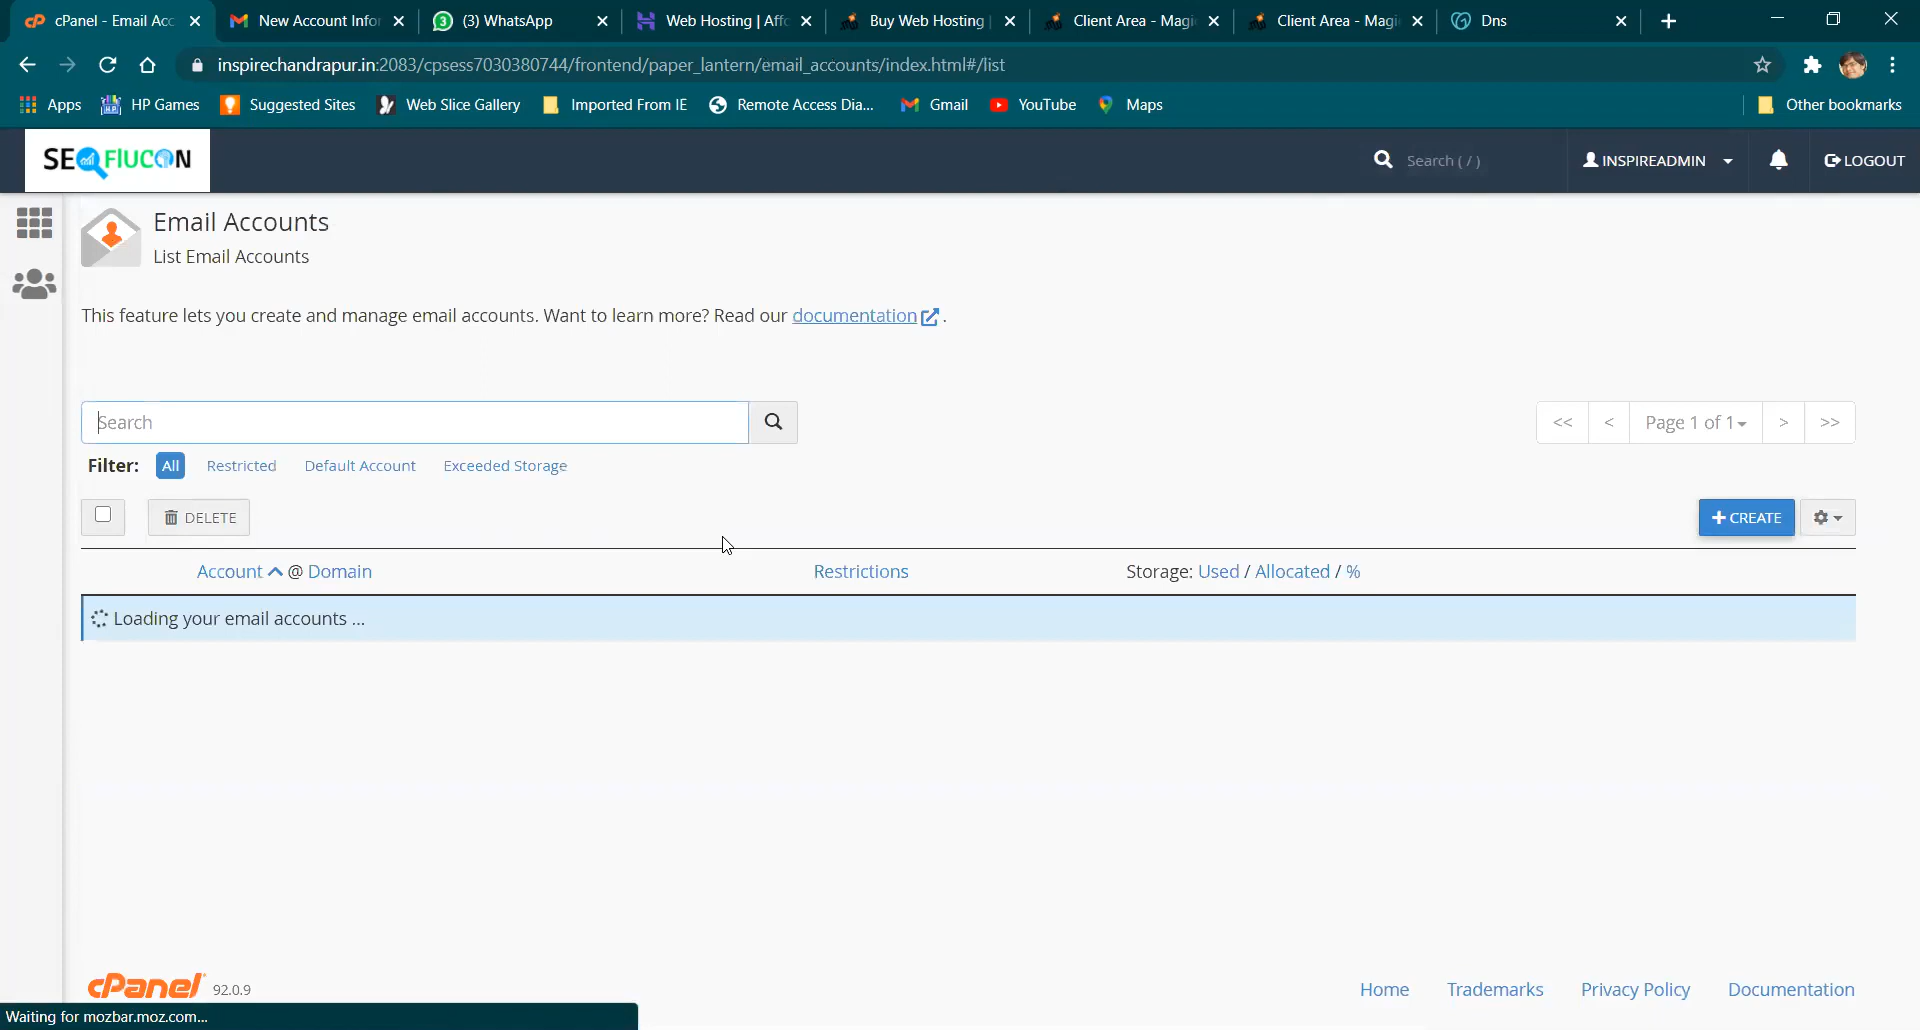 cPanel - Email Acc
New Account Infor
(3) WhatsApp
Web Hosting | Affo
Buy Web Hosting |
Client Area - Magi
Client Area - Magi
Dns
inspirechandrapur.in:2083/cpsess7030380744/frontend/paper_lantern/email_accounts/index.html#/list
Apps HP Games Suggested Sites Web Slice Gallery Imported From IE Remote Access Dia... Gmail YouTube Maps Other bookmarks
SEO FIUCON
Search ( / )
INSPIREADMIN
LOGOUT
Email Accounts
List Email Accounts
This feature lets you create and manage email accounts. Want to learn more? Read our documentation .
Search
<< < Page 1 of 1 > >>
Filter: All Restricted Default Account Exceeded Storage
DELETE
+ CREATE
Account @ Domain Restrictions Storage: Used / Allocated / %
Loading your email accounts ...
cPanel 92.0.9
Home Trademarks Privacy Policy Documentation
Waiting for mozbar.moz.com...